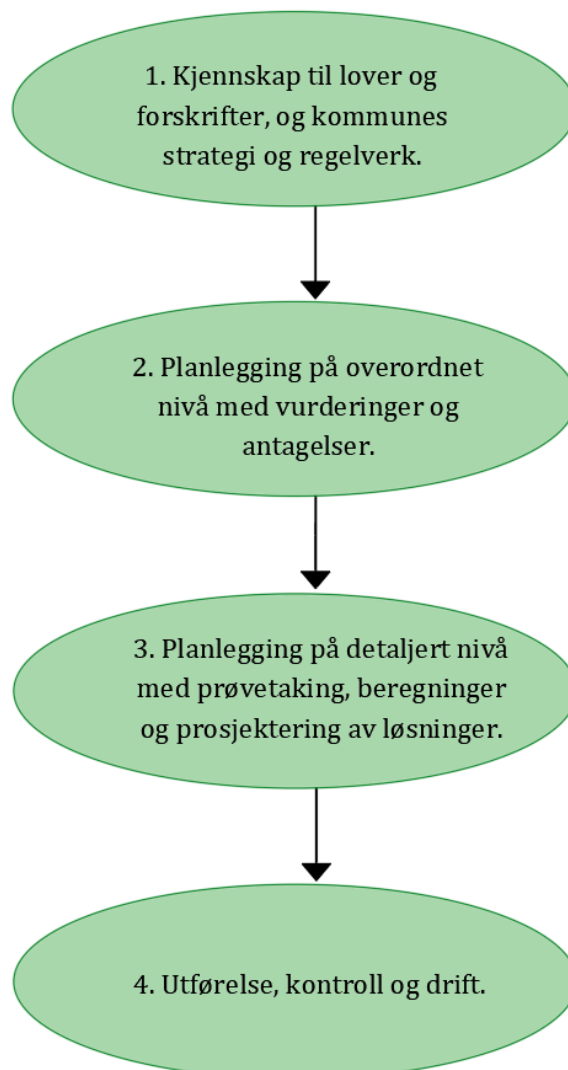 1. Kjennskap til lover og
forskrifter, og kommunes
strategi og regelverk.
2. Planlegging på overordnet
nivå med vurderinger og
antagelser.
3. Planlegging på detaljert nivå
med prøvetaking, beregninger
og prosjektering av løsninger.
4. Utførelse, kontroll og drift.